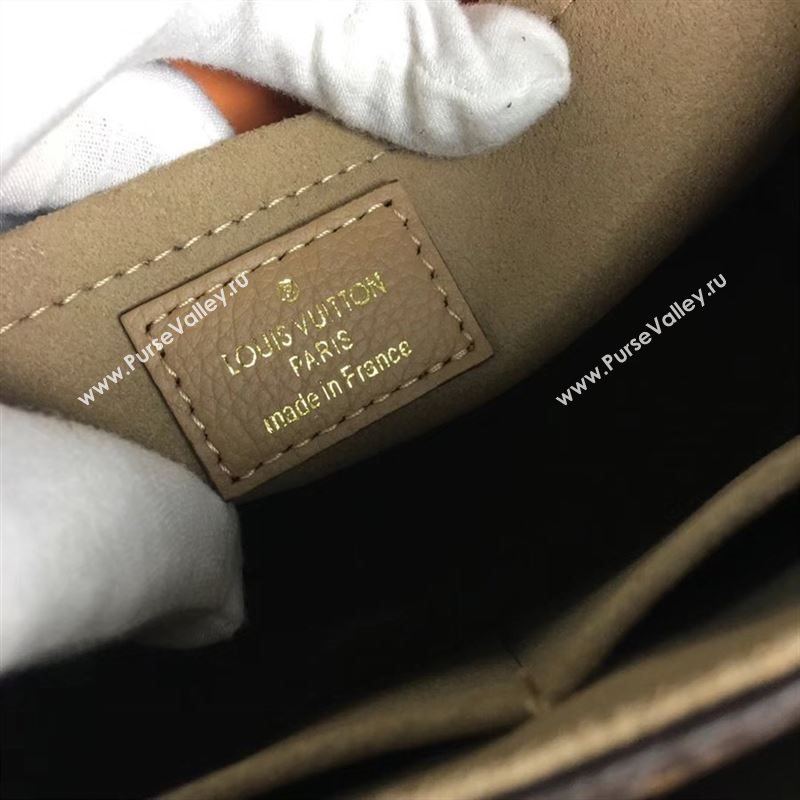 LOUIS VUITTON
PARIS
made in France
www.PurseValley.ru
www.PurseValley.ru